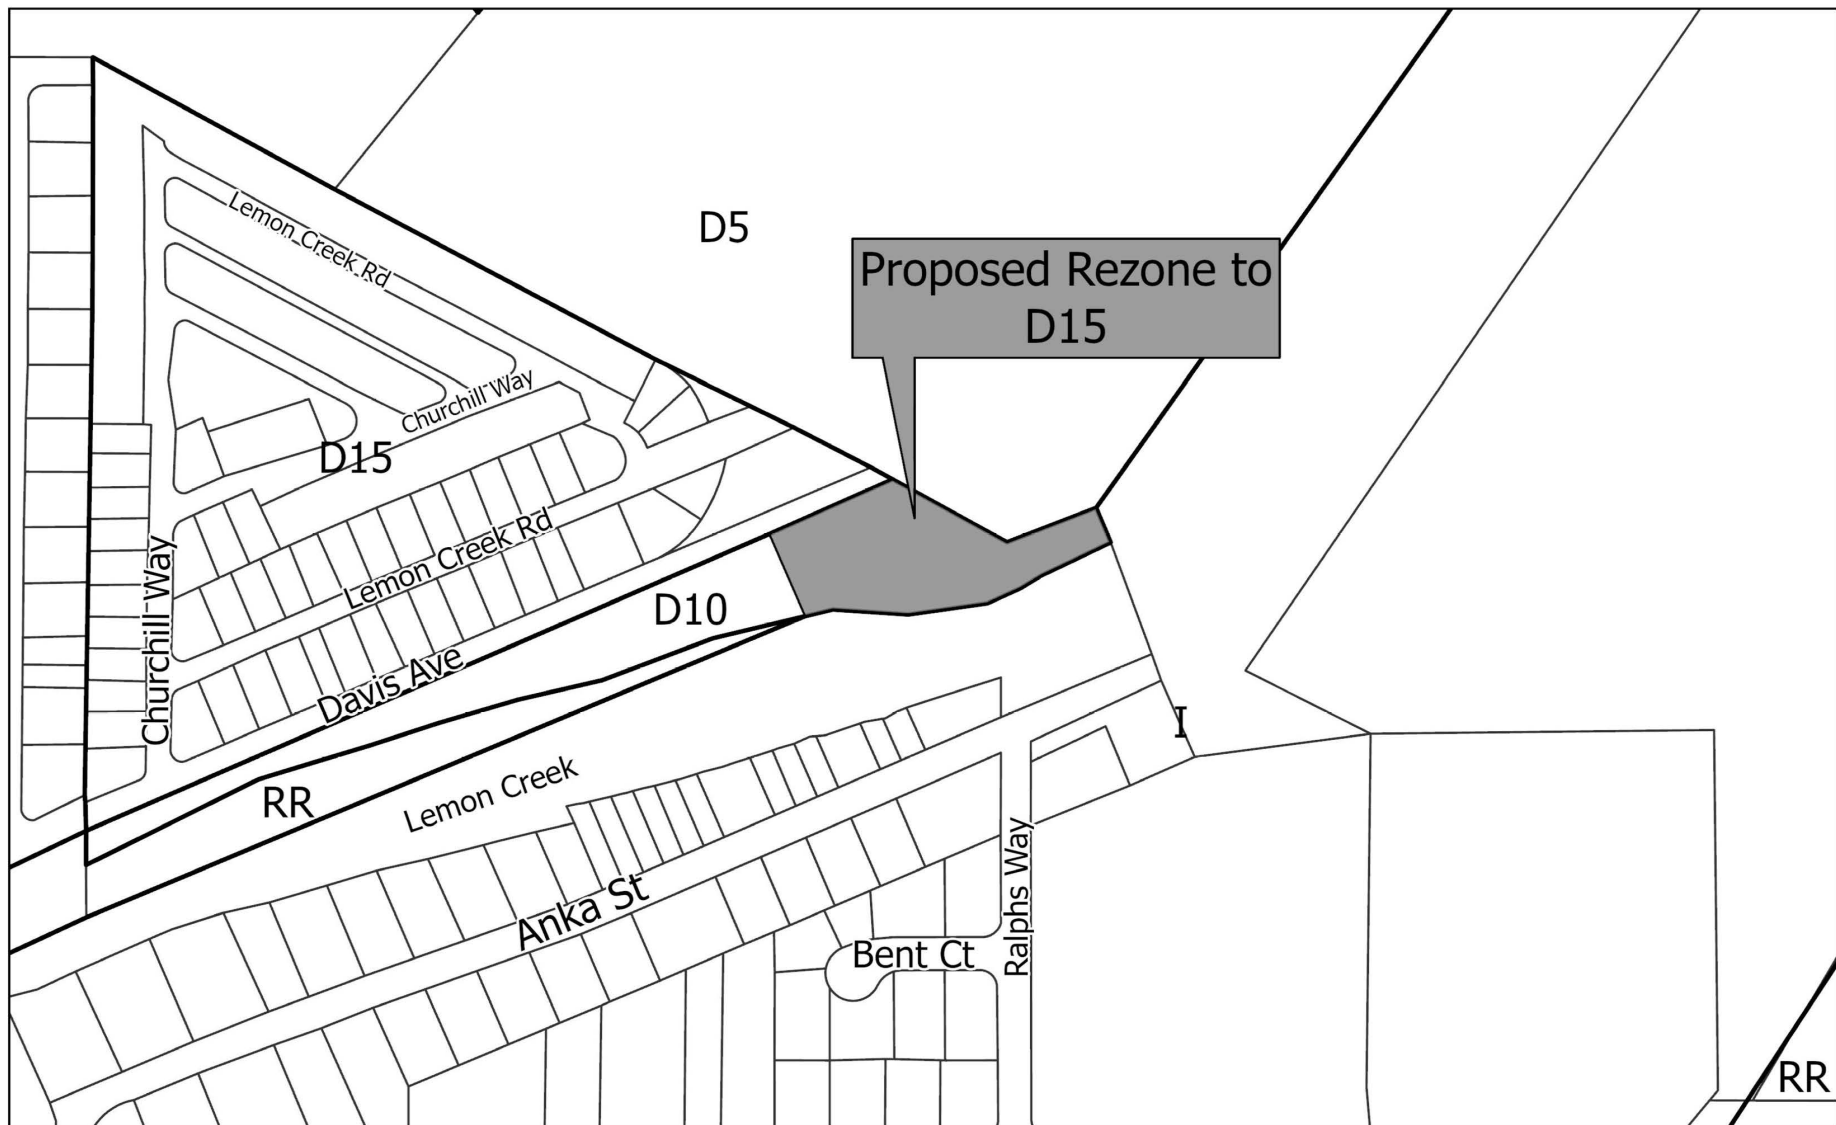 Lemon Creek Rd
D5
Proposed Rezone to
D15
Churchill Way
D15
Lemon Creek Rd
Churchill Way
D10
Davis Ave
I
RR
Lemon Creek
Anka St
Ralphs Way
Bent Ct
RR